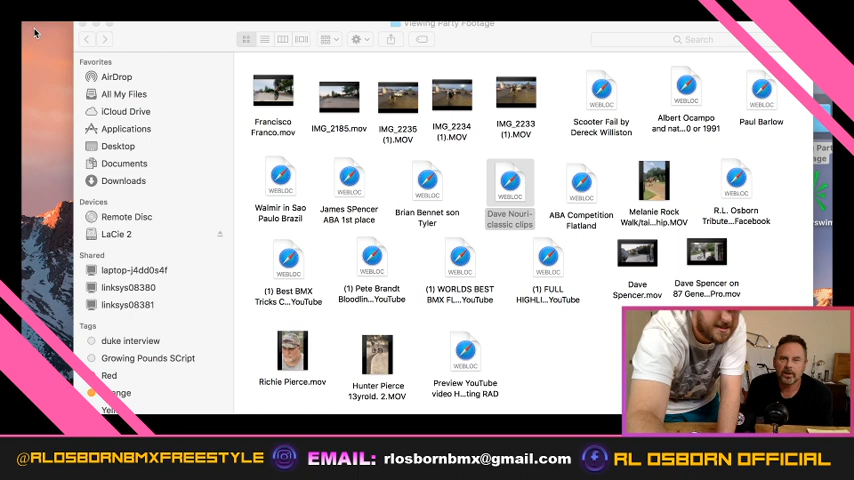 Viewing Party Footage
Search
Favorites
AirDrop
All My Files
iCloud Drive
Applications
Desktop
Documents
Downloads
Devices
Remote Disc
LaCie 2
Shared
laptop-j4dd0s4f
linksys08380
linksys08381
Tags
duke interview
Growing Pounds SCript
Red
Francisco
Franco.mov
IMG_2185.mov
IMG_2235
(1).MOV
IMG_2234
(1).MOV
IMG_2233
(1).MOV
WEBLOC
Scooter Fail by
Dereck Williston
WEBLOC
Albert Ocampo
and nat...0 or 1991
WEBLOC
Paul Barlow
WEBLOC
Walmir in Sao
Paulo Brazil
WEBLOC
James SPencer
ABA 1st place
WEBLOC
Brian Bennet son
Tyler
WEBLOC
Dave Nouri-
classic clips
WEBLOC
ABA Competition
Flatland
Melanie Rock
Walk/tai...hip.MOV
WEBLOC
R.L. Osborn
Tribute...Facebook
WEBLOC
(1) Best BMX
Tricks C...YouTube
WEBLOC
(1) Pete Brandt
Bloodlin...YouTube
WEBLOC
(1) WORLDS BEST
BMX FL...YouTube
WEBLOC
(1) FULL
HIGHLI...YouTube
Dave
Spencer.mov
Dave Spencer on
87 Gene...Pro.mov
Richie Pierce.mov
Hunter Pierce
13yrold. 2.MOV
WEBLOC
Preview YouTube
video H...ting RAD
@RLOSBORNBMXFREESTYLE
EMAIL: rlosbornbmx@gmail.com
RL OSBORN OFFICIAL